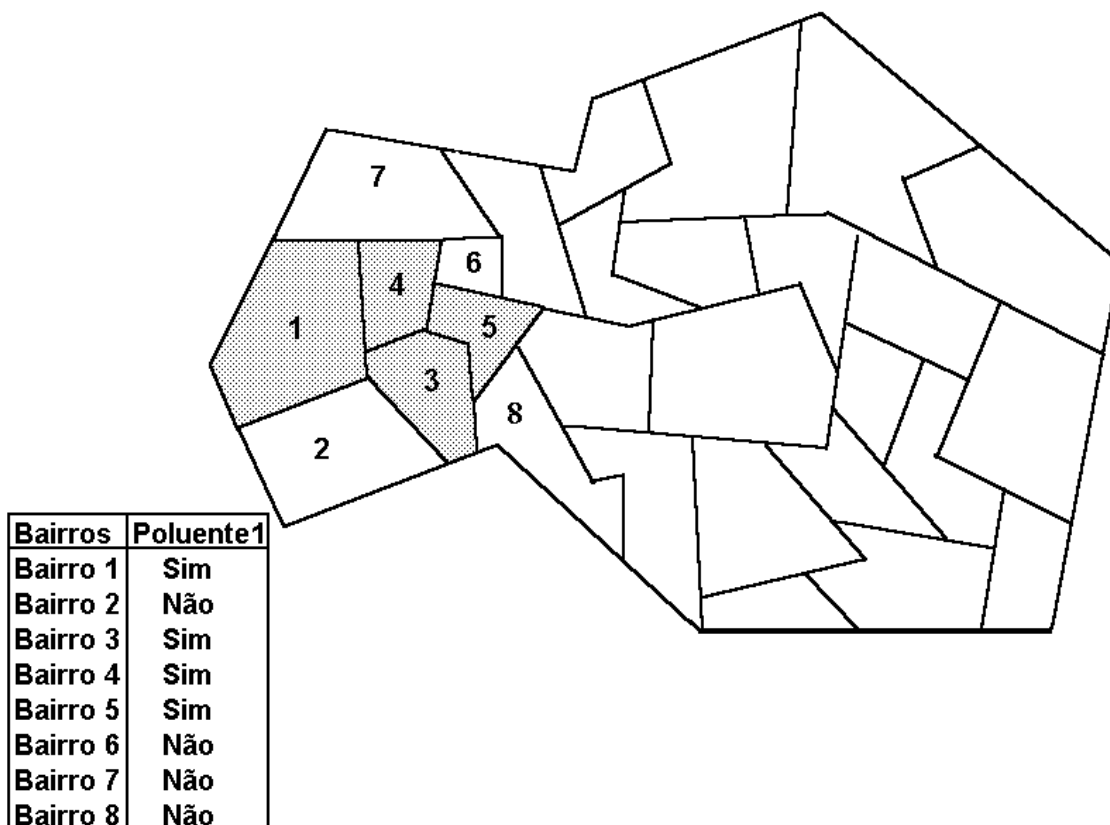 7
6
4
5
1
3
8
2
Bairros Poluente1
Bairro 1 Sim
Bairro 2 Não
Bairro 3 Sim
Bairro 4 Sim
Bairro 5 Sim
Bairro 6 Não
Bairro 7 Não
Bairro 8 Não